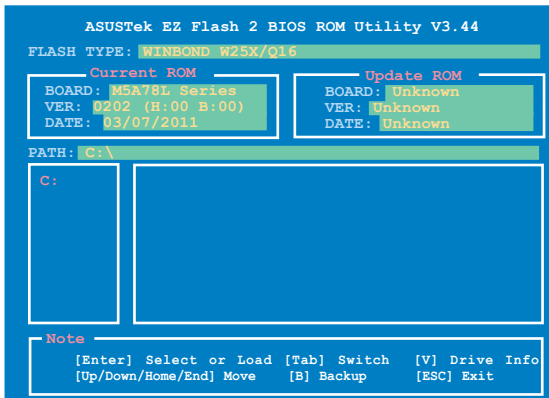 ASUSTek EZ Flash 2 BIOS ROM Utility V3.44
FLASH TYPE: WINBOND W25X/Q16
Current ROM
BOARD: M5A78L Series
VER: 0202 (H:00 B:00)
DATE: 03/07/2011
Update ROM
BOARD: Unknown
VER: Unknown
DATE: Unknown
PATH: C:\
C:
Note
[Enter] Select or Load [Tab] Switch [V] Drive Info
[Up/Down/Home/End] Move [B] Backup [ESC] Exit